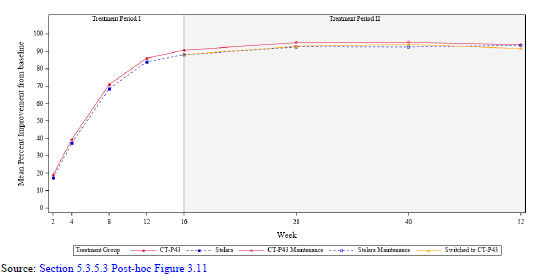 Treatment Period I Treatment Period II
Mean Percent Improvement from baseline
100
90
80
70
60
50
40
30
20
10
0
2 4 8 12 16 28 40 52
Week
Treatment Group CT-P43 Stelara CT-P43 Maintenance Stelara Maintenance Switched to CT-P43
Source: Section 5.3.5.3 Post-hoc Figure 3.11